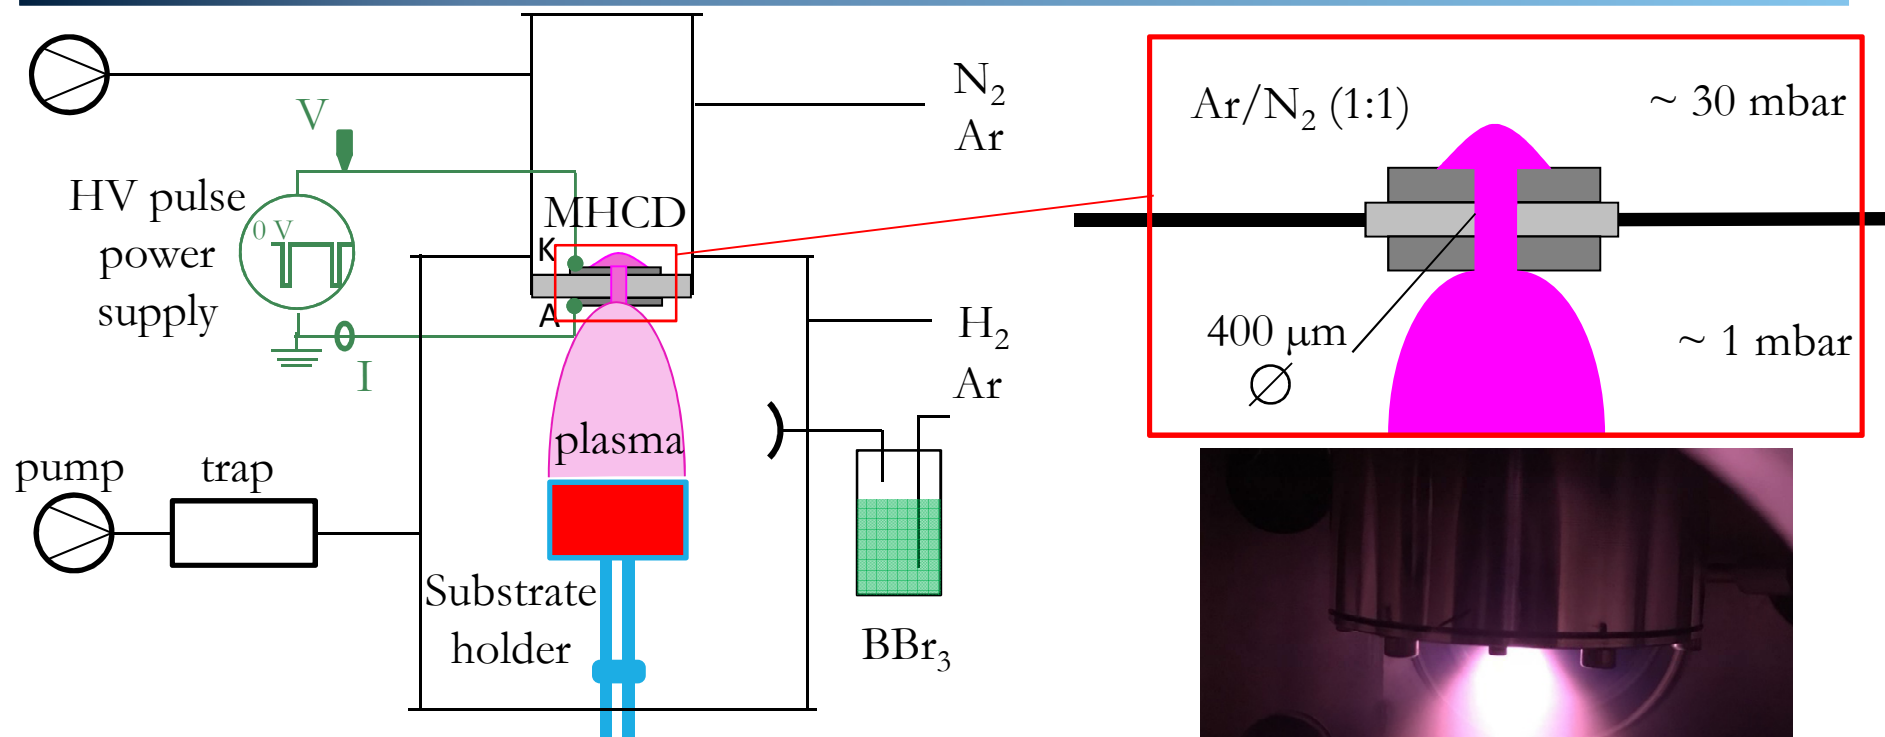 N₂
Ar
V
HV pulse
power
supply
0 V
MHCD
K
A
I
H₂
Ar
plasma
pump
trap
Substrate
holder
BBr₃
Ar/N₂ (1:1)
~ 30 mbar
400 μm
∅
~ 1 mbar